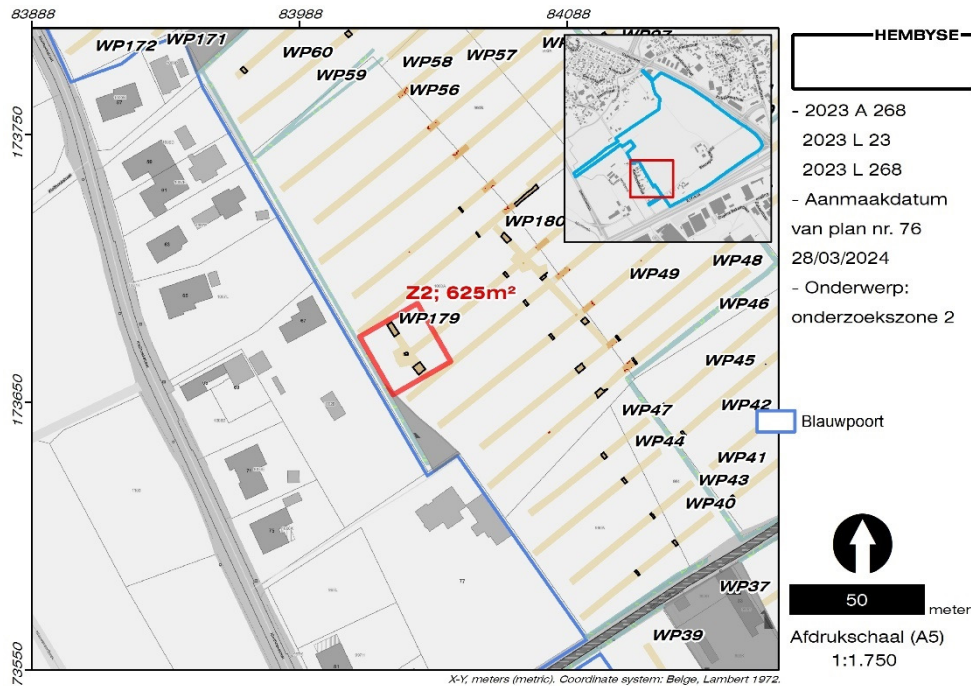 83888
83988
84088
HEMBYSE
WP172
WP171
WP60
WP59
WP58
WP57
WP56
- 2023 A 268
2023 L 23
2023 L 268
- Aanmaakdatum
van plan nr. 76
28/03/2024
- Onderwerp:
onderzoekszone 2
173750
WP180
WP49
WP48
WP46
Z2; 625m²
WP179
WP45
173650
WP47
WP42
WP44
WP41
WP43
WP40
Blauwpoort
WP37
WP39
50
meter
Afdrukschaal (A5)
1:1.750
X-Y, meters (metric). Coordinate system: Belge, Lambert 1972.